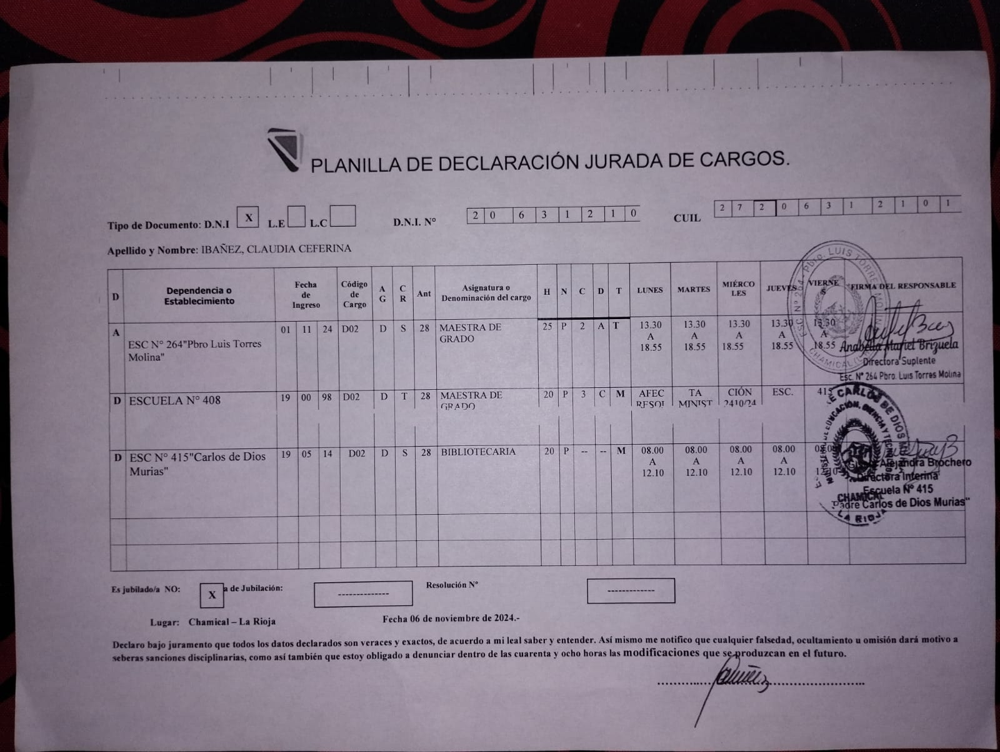 PLANILLA DE DECLARACIÓN JURADA DE CARGOS.
Tipo de Documento: D.N.I X L.E L.C D.N.I. Nº 2 0 6 3 1 2 1 0 CUIL 2 7 2 0 6 3 1 2 1 0 1
Apellido y Nombre: IBAÑEZ, CLAUDIA CEFERINA
D Dependencia o Establecimiento Fecha de Ingreso Código de Cargo A G C R Ant Asignatura o Denominación del cargo H N C D T LUNES MARTES MIÉRCO LES JUEVES VIERNE S FIRMA DEL RESPONSABLE
A ESC N° 264"Pbro Luis Torres Molina" 01 11 24 D02 D S 28 MAESTRA DE GRADO 25 P 2 A T 13.30 A 18.55 13.30 A 18.55 13.30 A 18.55 13.30 A 18.55 13.30 A 18.55
ESC Nº 264 - Pbro. LUIS TORRES MOLINA
CHAMICAL
Anabella Mariel Brizuela
Directora Suplente
Esc. Nº 264 Pbro. Luis Torres Molina
D ESCUELA N° 408 19 00 98 D02 D T 28 MAESTRA DE GRADO 20 P 3 C M AFEC RESOL TA MINIST CIÓN 2410/24 ESC. 415
D ESC N° 415"Carlos de Dios Murias" 19 05 14 D02 D S 28 BIBLIOTECARIA 20 P -- -- M 08.00 A 12.10 08.00 A 12.10 08.00 A 12.10 08.00 A 12.10 08.00 12.10
CARLOS DE DIOS
MINISTERIO DE EDUCACIÓN, CIENCIA Y TECNOLOGÍA
CHAMICAL
LA RIOJA
Alejandra Brochero
Directora Interina
Escuela Nº 415
"Padre Carlos de Dios Murias"
Es jubilado/a NO: X a de Jubilación: ------------- Resolución Nº -------------
Lugar: Chamical – La Rioja Fecha 06 de noviembre de 2024.-
Declaro bajo juramento que todos los datos declarados son veraces y exactos, de acuerdo a mi leal saber y entender. Así mismo me notifico que cualquier falsedad, ocultamiento u omisión dará motivo a
seberas sanciones disciplinarias, como así también que estoy obligado a denunciar dentro de las cuarenta y ocho horas las modificaciones que se produzcan en el futuro.